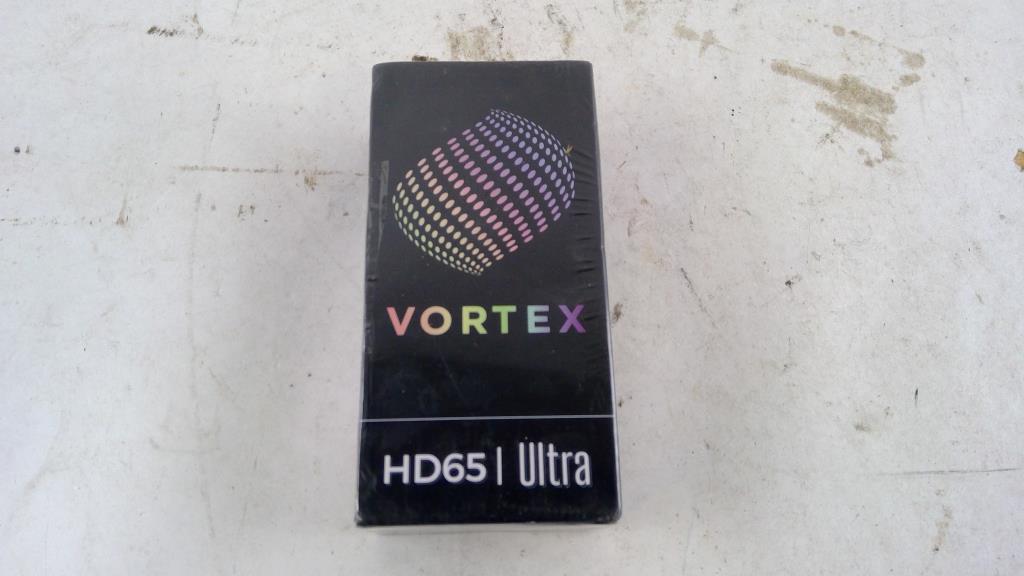 VORTEX
HD65 | Ultra